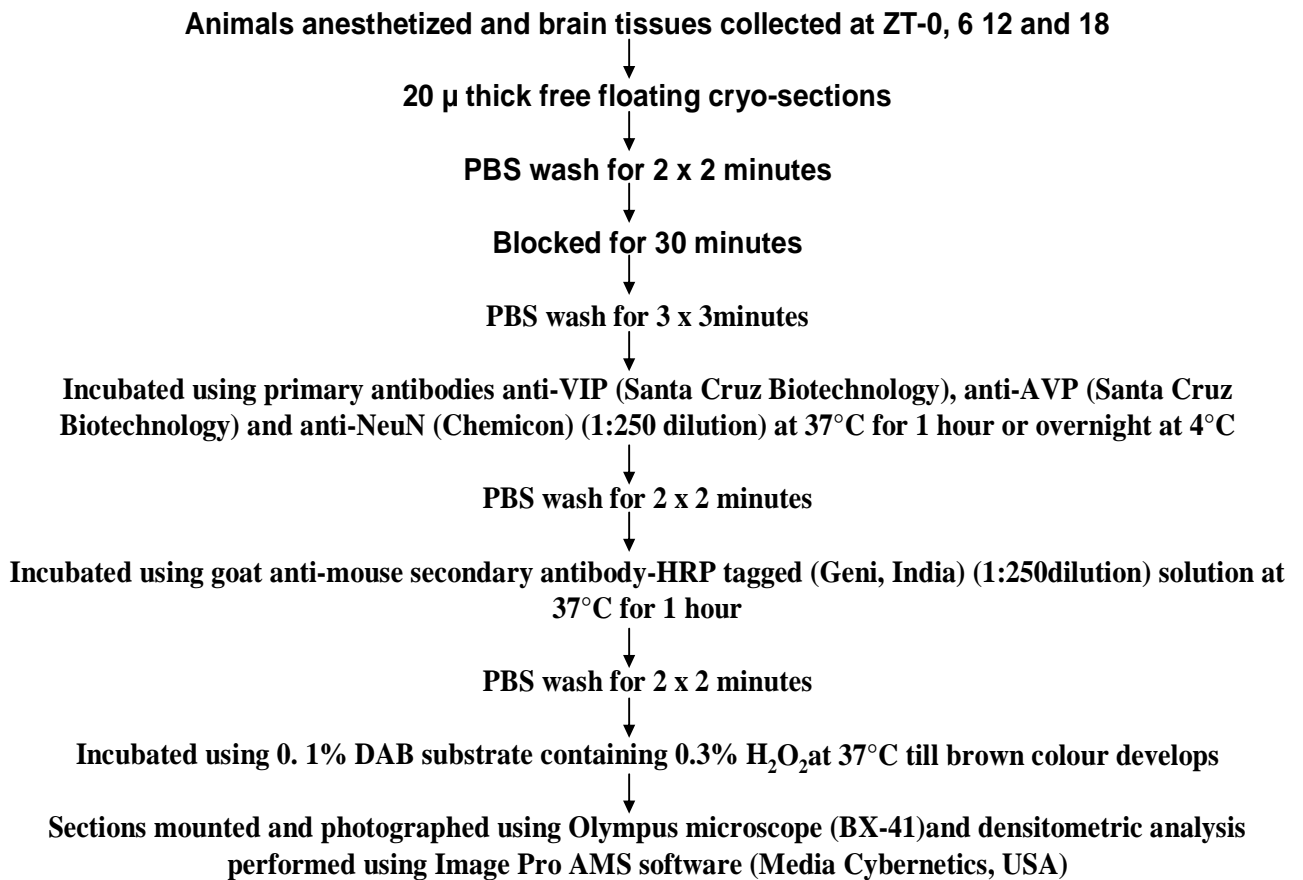 Animals anesthetized and brain tissues collected at ZT-0, 6 12 and 18
20 µ thick free floating cryo-sections
PBS wash for 2 x 2 minutes
Blocked for 30 minutes
PBS wash for 3 x 3minutes
Incubated using primary antibodies anti-VIP (Santa Cruz Biotechnology), anti-AVP (Santa Cruz
Biotechnology) and anti-NeuN (Chemicon) (1:250 dilution) at 37°C for 1 hour or overnight at 4°C
PBS wash for 2 x 2 minutes
Incubated using goat anti-mouse secondary antibody-HRP tagged (Geni, India) (1:250dilution) solution at
37°C for 1 hour
PBS wash for 2 x 2 minutes
Incubated using 0. 1% DAB substrate containing 0.3% H₂O₂at 37°C till brown colour develops
Sections mounted and photographed using Olympus microscope (BX-41)and densitometric analysis
performed using Image Pro AMS software (Media Cybernetics, USA)